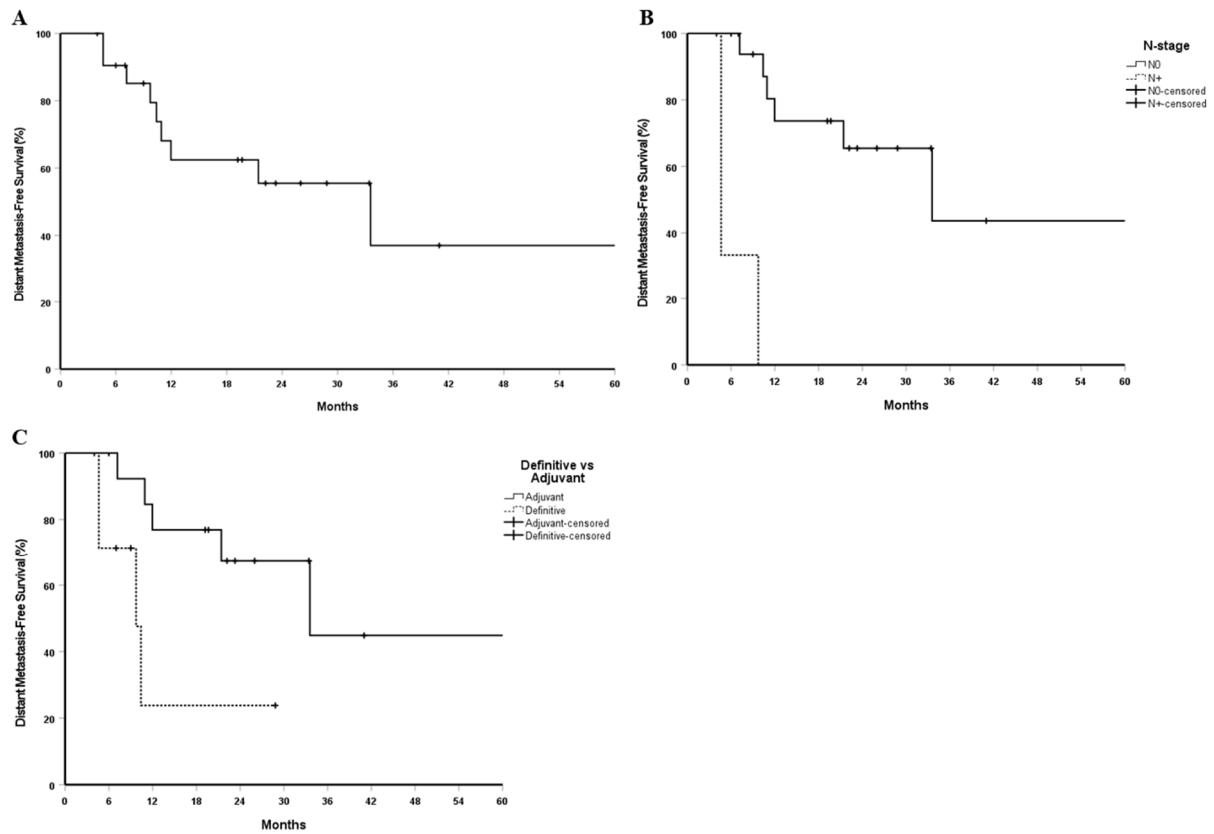 A
Distant Metastasis-Free Survival (%)
100
80
60
40
20
0
0 6 12 18 24 30 36 42 48 54 60
Months
B
Distant Metastasis-Free Survival (%)
100
80
60
40
20
0
0 6 12 18 24 30 36 42 48 54 60
Months
N-stage
N0
N+
N0-censored
N+-censored
C
Distant Metastasis-Free Survival (%)
100
80
60
40
20
0
0 6 12 18 24 30 36 42 48 54 60
Months
Definitive vs
Adjuvant
Adjuvant
Definitive
Adjuvant-censored
Definitive-censored